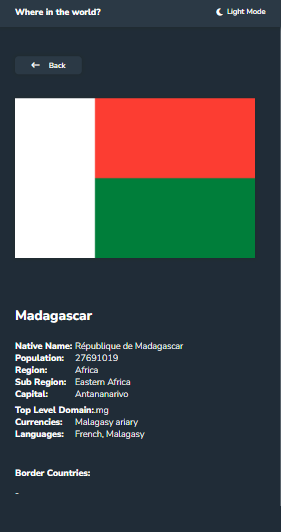 Where in the world?
Light Mode
Back
Madagascar
Native Name: République de Madagascar
Population: 27691019
Region: Africa
Sub Region: Eastern Africa
Capital: Antananarivo
Top Level Domain:.mg
Currencies: Malagasy ariary
Languages: French, Malagasy
Border Countries:
-